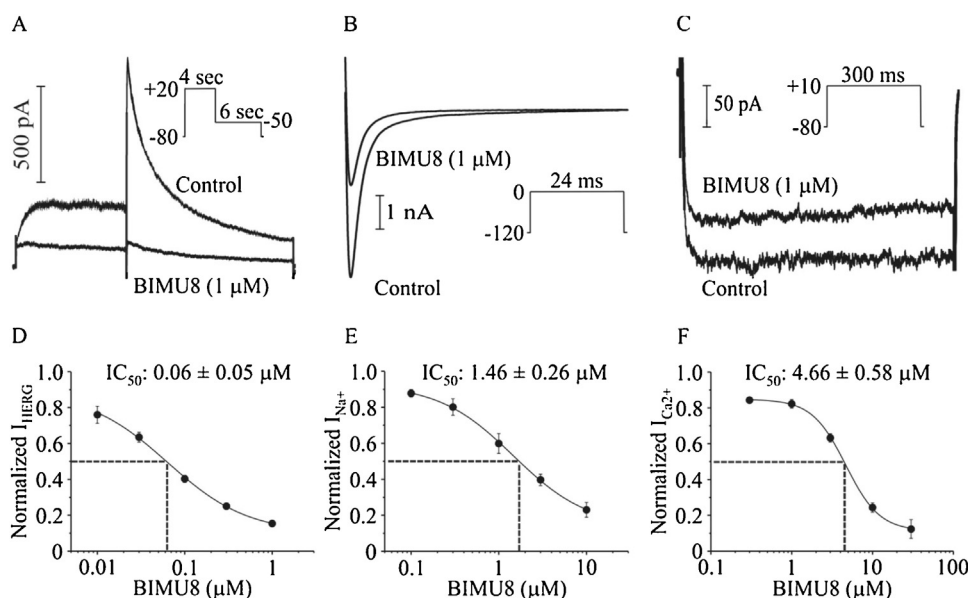 A
500 pA
+20
4 sec
-80
6 sec
-50
Control
BIMU8 (1 μM)
B
BIMU8 (1 μM)
1 nA
0
24 ms
-120
Control
C
50 pA
+10
300 ms
-80
BIMU8 (1 μM)
Control
D
IC50: 0.06 ± 0.05 μM
Normalized IHERG
1.0
0.8
0.6
0.4
0.2
0
0.01
0.1
1
BIMU8 (μM)
E
IC50: 1.46 ± 0.26 μM
Normalized INa+
1.0
0.8
0.6
0.4
0.2
0
0.1
1
10
BIMU8 (μM)
F
IC50: 4.66 ± 0.58 μM
Normalized ICa2+
1.0
0.8
0.6
0.4
0.2
0
0.1
1
10
100
BIMU8 (μM)